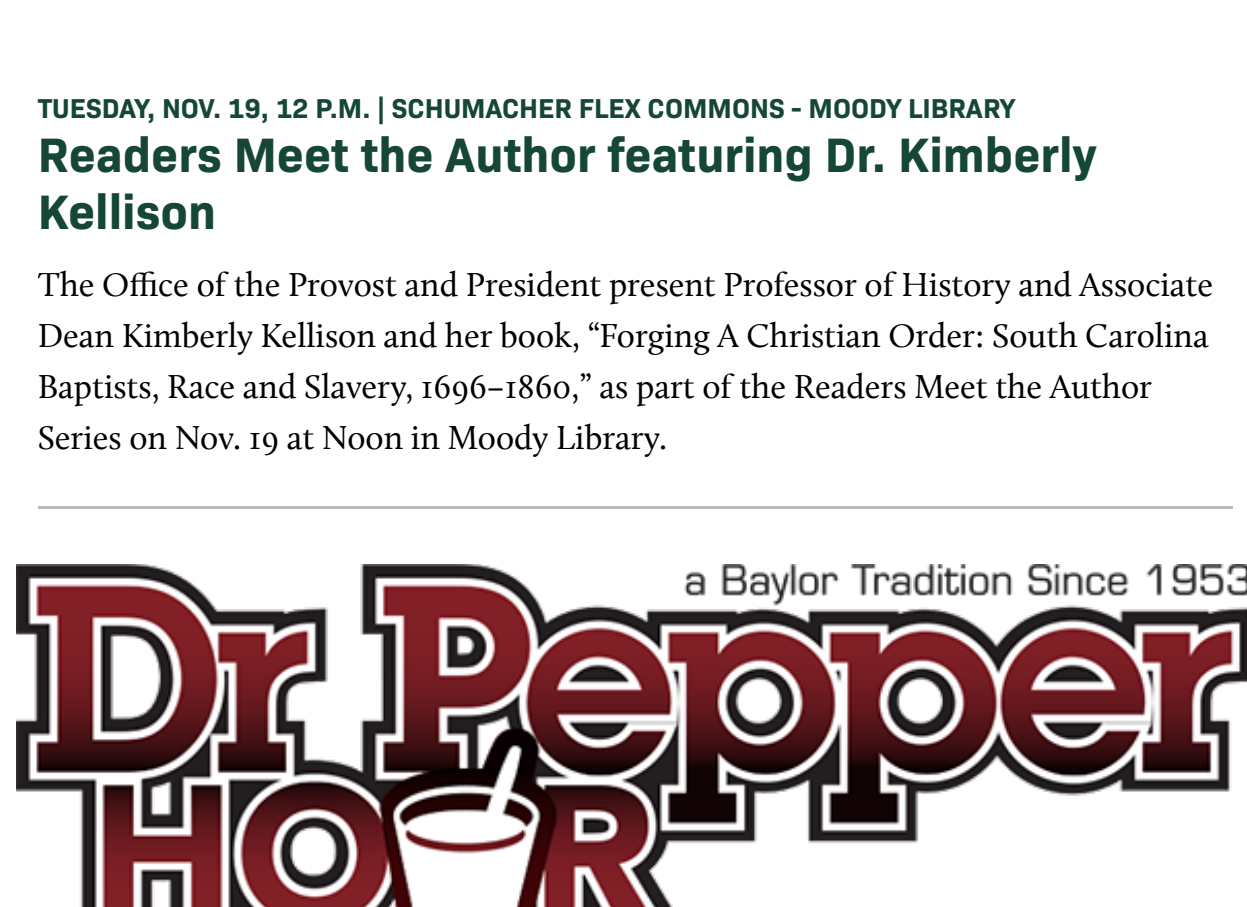 TUESDAY, NOV. 19, 12 P.M. | SCHUMACHER FLEX COMMONS - MOODY LIBRARY
Readers Meet the Author featuring Dr. Kimberly
Kellison
The Office of the Provost and President present Professor of History and Associate
Dean Kimberly Kellison and her book, “Forging A Christian Order: South Carolina
Baptists, Race and Slavery, 1696–1860,” as part of the Readers Meet the Author
Series on Nov. 19 at Noon in Moody Library.
a Baylor Tradition Since 1953
Dr Pepper
HOUR